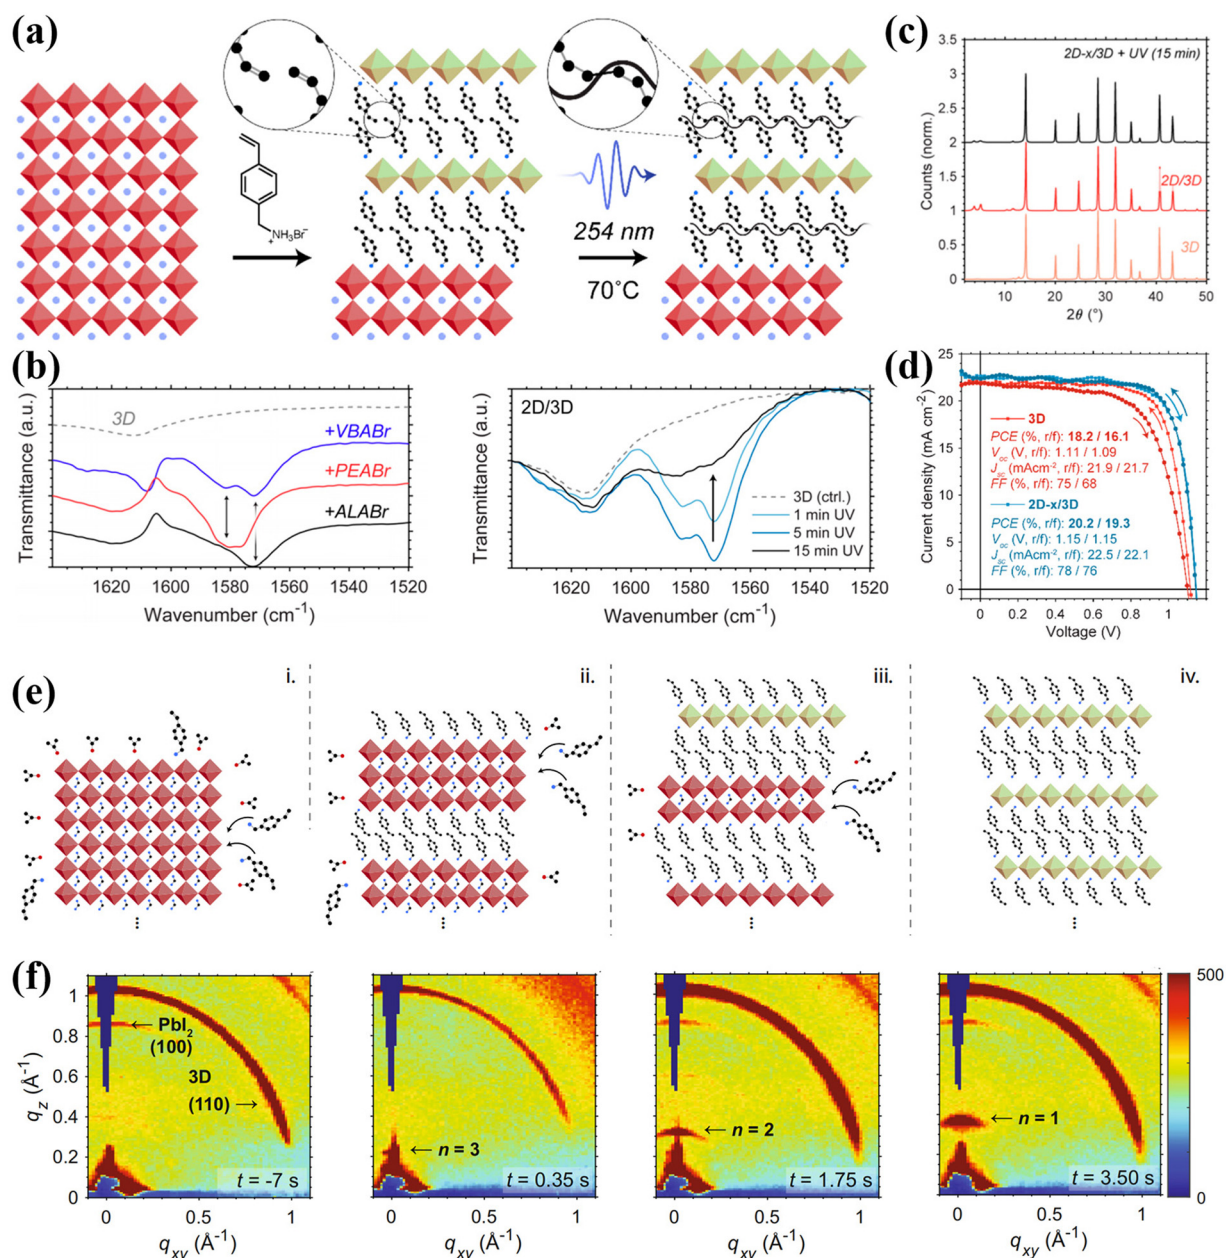 (a)
NH3Br-
+
254 nm
70°C
(c)
2D-x/3D + UV (15 min)
2D/3D
3D
Counts (norm.)
3.5
3
2.5
2
1.5
1
0.5
0
10 20 30 40 50
2θ (°)
(b)
3D
+VBABr
+PEABr
+ALABr
Transmittance (a.u.)
1640 1600 1560 1520
Wavenumber (cm-1)
2D/3D
3D (ctrl.)
1 min UV
5 min UV
15 min UV
Transmittance (a.u.)
1640 1600 1560 1520
Wavenumber (cm-1)
(d)
Current density (mA cm-2)
25
20
15
10
5
0
3D
PCE (%, r/f): 18.2 / 16.1
Voc (V, r/f): 1.11 / 1.09
Jsc (mAcm-2, r/f): 21.9 / 21.7
FF (%, r/f): 75 / 68
2D-x/3D
PCE (%, r/f): 20.2 / 19.3
Voc (V, r/f): 1.15 / 1.15
Jsc (mAcm-2, r/f): 22.5 / 22.1
FF (%, r/f): 78 / 76
0 0.2 0.4 0.6 0.8 1.0
Voltage (V)
(e)
i.
ii.
iii.
iv.
(f)
qz (Å-1)
1
0.8
0.6
0.4
0.2
0
← PbI2
(100)
3D
(110) →
t = -7 s
← n = 3
t = 0.35 s
← n = 2
t = 1.75 s
← n = 1
t = 3.50 s
500
0
0 0.5 1
0 0.5 1
0 0.5 1
0 0.5 1
qxy (Å-1)
qxy (Å-1)
qxy (Å-1)
qxy (Å-1)